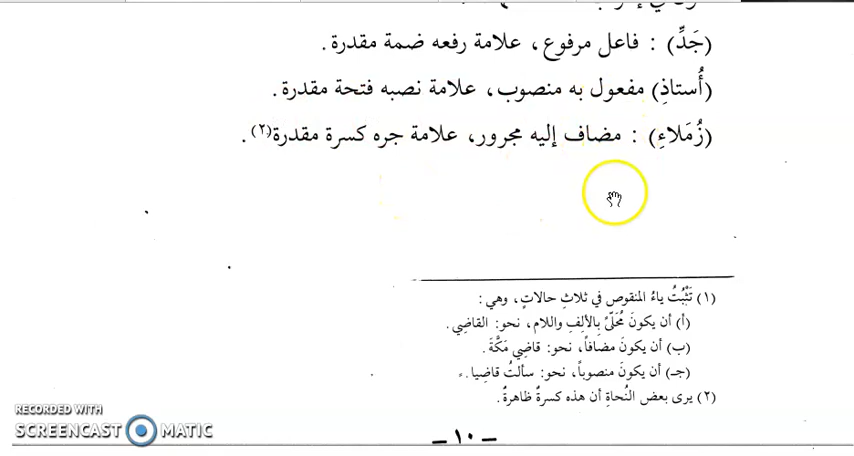 (جَدِّ) : فاعل مرفوع، علامة رفعه ضمة مقدرة.
(أُستاذِ) مفعول به منصوب، علامة نصبه فتحة مقدرة.
(زُمَلاءِ) : مضاف إليه مجرور، علامة جره كسرة مقدرة(٢).
(١) تَثْبُتُ ياءُ المنقوص في ثلاثِ حالاتٍ، وهي :
(أ) أن يكونَ مُحَلّىً بِالألِفِ واللام، نحو: القاضِي.
(ب) أن يكونَ مضافاً، نحو: قاضِي مَكَّةَ.
(جـ) أن يكونَ منصوباً، نحو: سألتُ قاضِيا.
(٢) يرى بعض النُحاةِ أن هذه كسرةٌ ظاهرةٌ.
RECORDED WITH
SCREENCAST MATIC
– ١٠ –